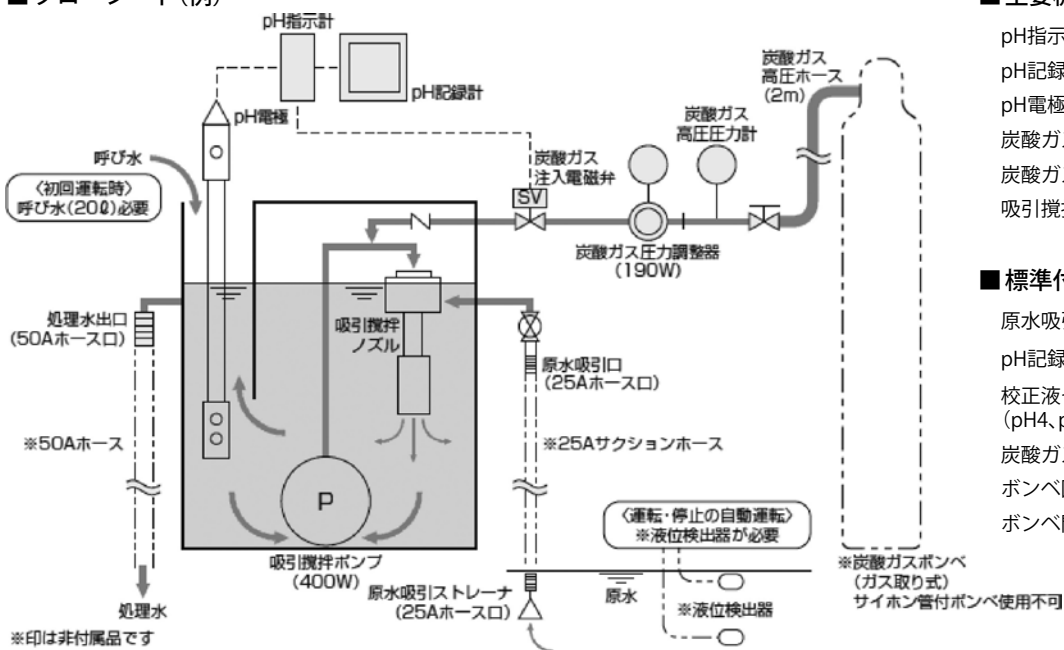 ■フローシート(例)
pH指示計
pH記録計
pH電極
呼び水
〈初回運転時〉
呼び水(20ℓ)必要
炭酸ガス
高圧ホース
(2m)
炭酸ガス
高圧圧力計
炭酸ガス
注入電磁弁
SV
炭酸ガス圧力調整器
(190W)
処理水出口
(50Aホース口)
吸引撹拌
ノズル
原水吸引口
(25Aホース口)
※50Aホース
※25Aサクションホース
P
〈運転・停止の自動運転〉
※液位検出器が必要
吸引撹拌ポンプ
(400W)
原水吸引ストレーナ
(25Aホース口)
原水
※液位検出器
処理水
※印は非付属品です
※炭酸ガスボンベ
(ガス取り式)
サイホン管付ボンベ使用不可
■主要
pH指示
pH記録
pH電極
炭酸ガ
炭酸ガ
吸引撹
■標準付
原水吸
pH記録
校正液
(pH4、p
炭酸ガ
ボンベ
ボンベ